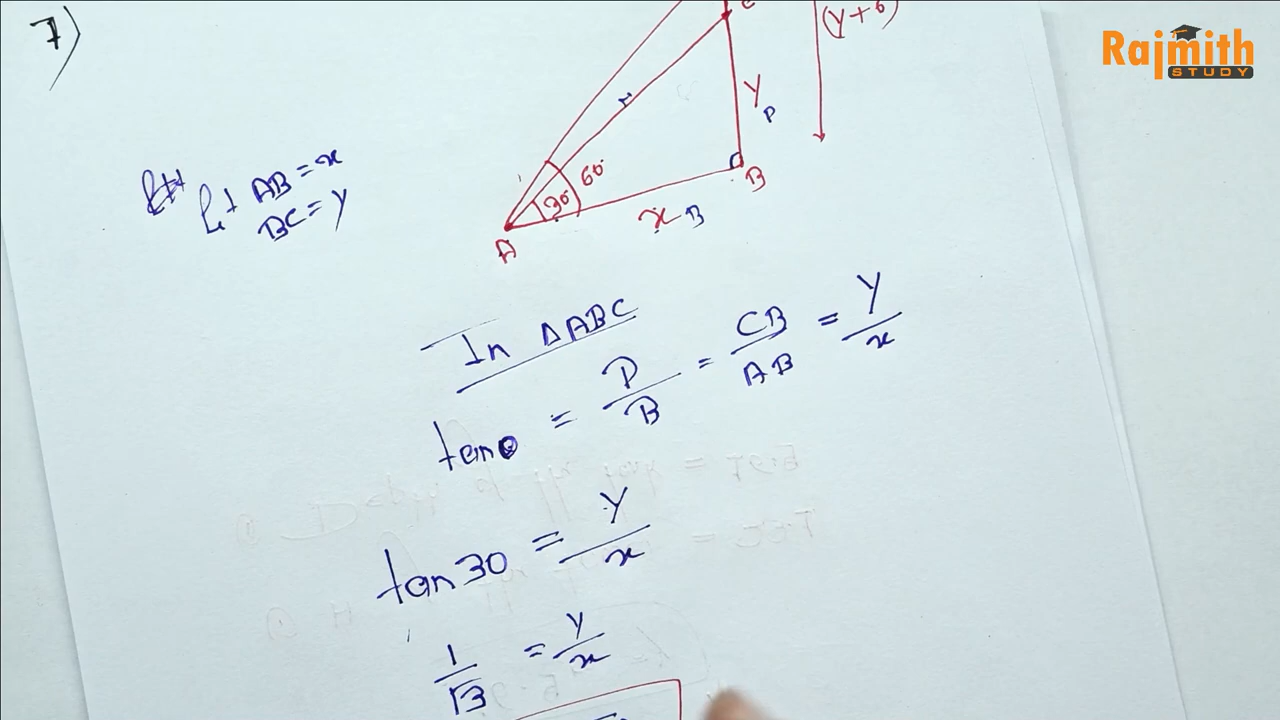 7)
Rajmith
STUDY
(y+6)
C
y
P
60°
30°
A
x B
B
let AB = x
BC = y
In ΔABC
tanθ = P/B = CB/AB = y/x
tan30 = y/x
1/√3 = y/x